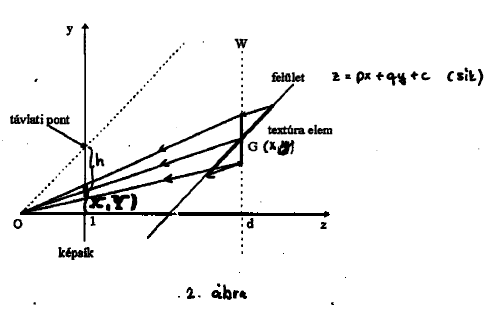 y
W
felület
z = px + qy + c (sík)
távlati pont
textúra elem
h
G (x,y)
(X,Y)
O
1
d
z
képsík
2. ábra